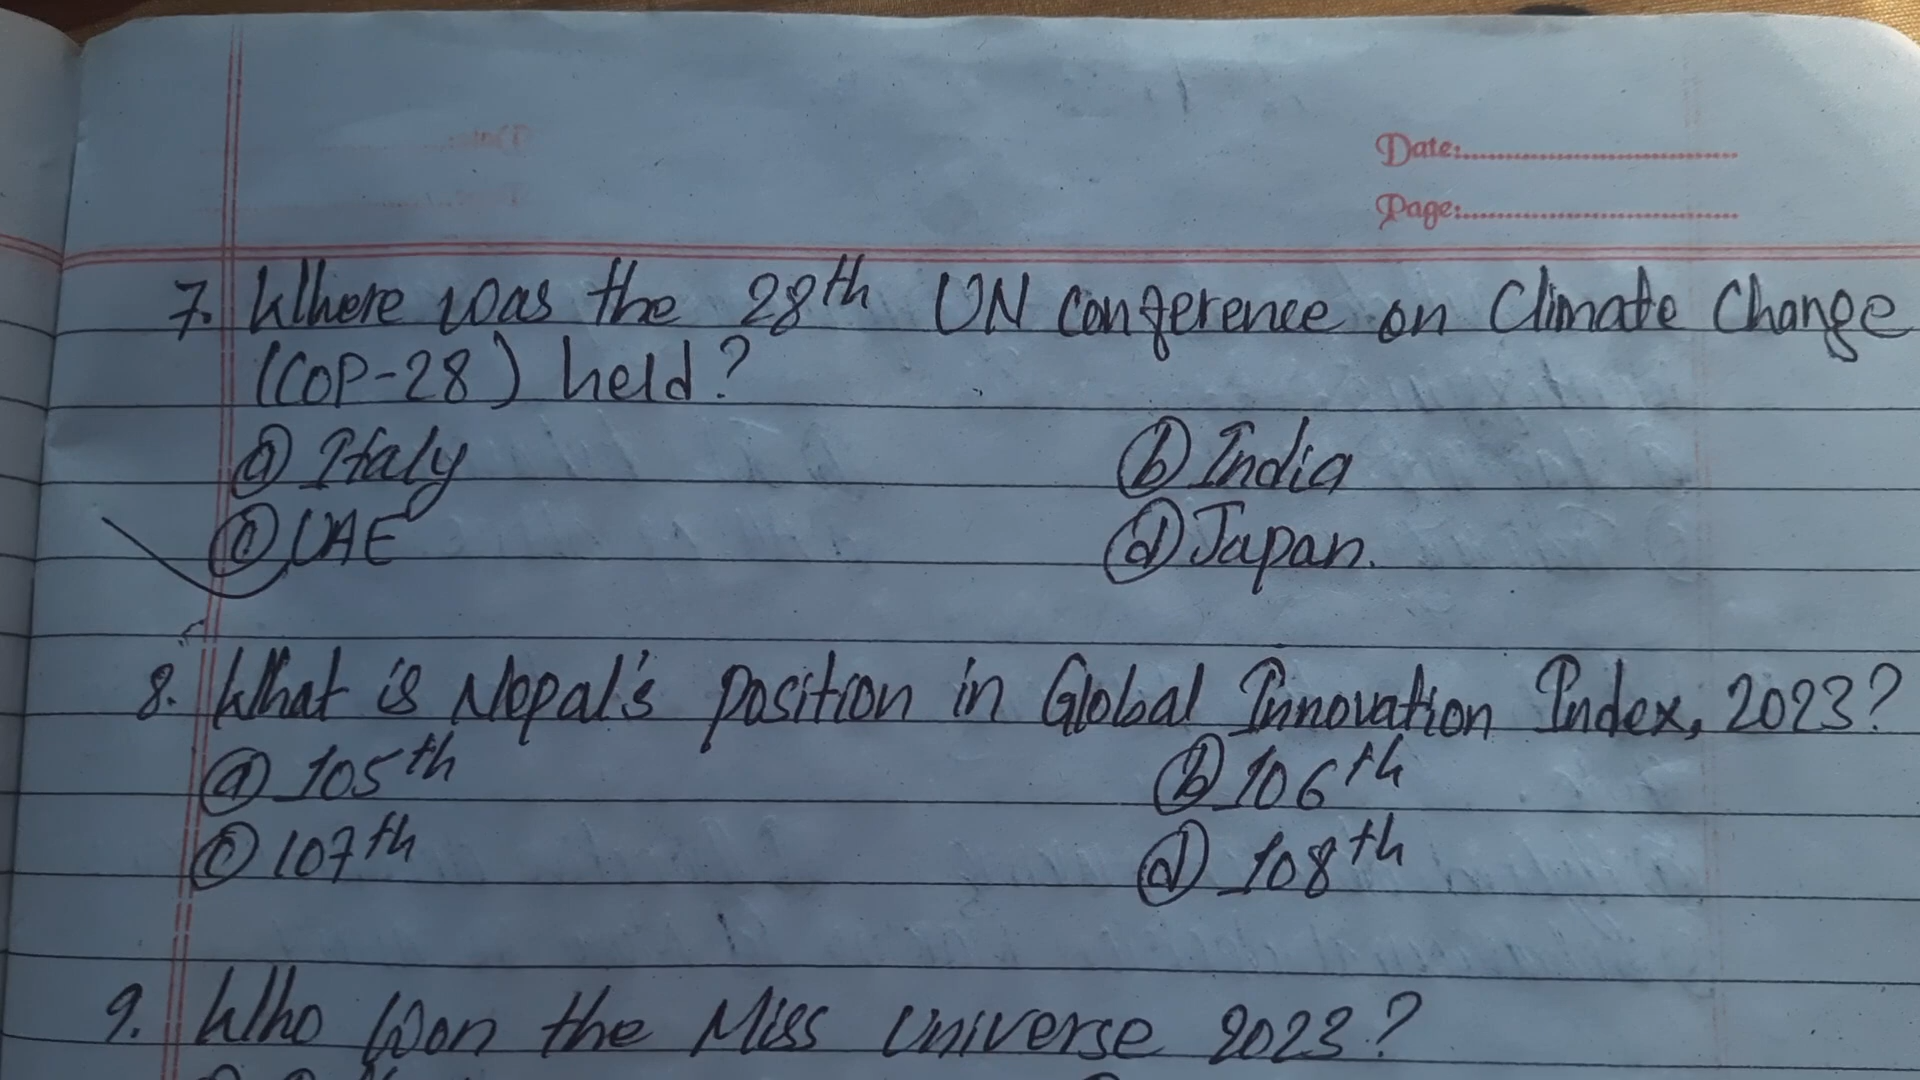 Date:
Page:
7. Where was the 28th UN Conference on Climate Change
(COP-28) held?
ⓐ Italy ⓑ India
ⓒ UAE ⓓ Japan.
8. What is Nepal's position in Global Innovation Index, 2023?
ⓐ 105th ⓑ 106th
ⓒ 107th ⓓ 108th
9. Who won the Miss Universe 2023?